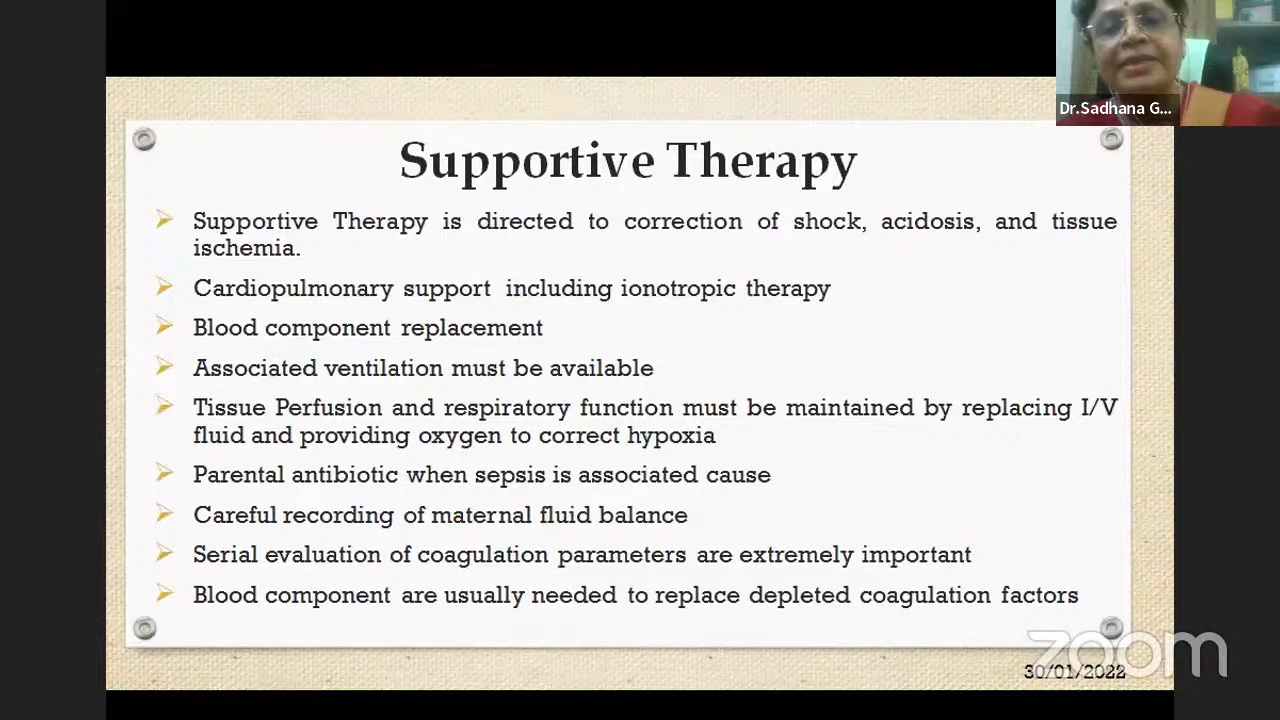 Dr.Sadhana G...
Supportive Therapy
Supportive Therapy is directed to correction of shock, acidosis, and tissue
ischemia.
Cardiopulmonary support including ionotropic therapy
Blood component replacement
Associated ventilation must be available
Tissue Perfusion and respiratory function must be maintained by replacing I/V
fluid and providing oxygen to correct hypoxia
Parental antibiotic when sepsis is associated cause
Careful recording of maternal fluid balance
Serial evaluation of coagulation parameters are extremely important
Blood component are usually needed to replace depleted coagulation factors
zoom
30/01/2022